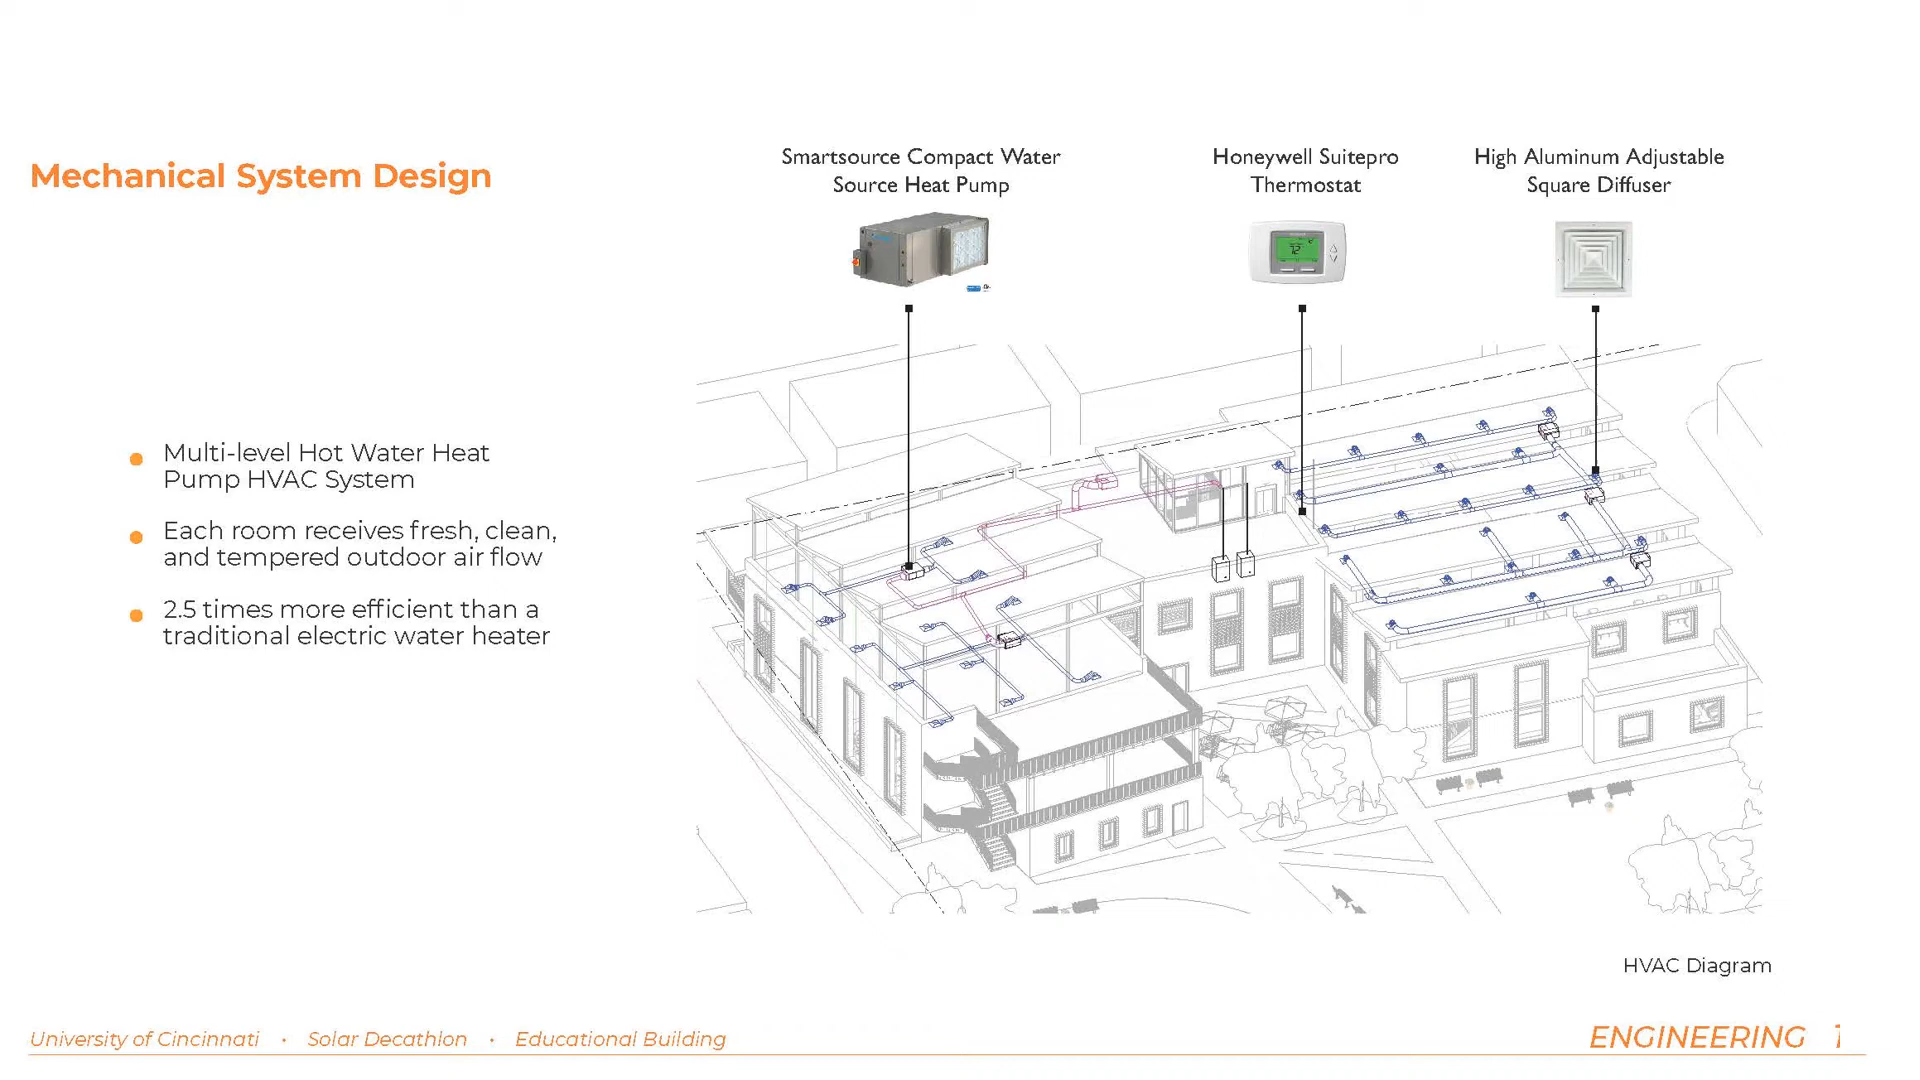 Mechanical System Design
Smartsource Compact Water
Source Heat Pump
Honeywell Suitepro
Thermostat
High Aluminum Adjustable
Square Diffuser
72
Multi-level Hot Water Heat
Pump HVAC System
Each room receives fresh, clean,
and tempered outdoor air flow
2.5 times more efficient than a
traditional electric water heater
HVAC Diagram
University of Cincinnati • Solar Decathlon • Educational Building
ENGINEERING 1